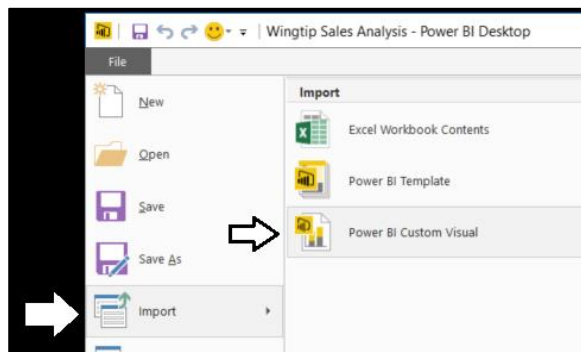 Wingtip Sales Analysis - Power BI Desktop
File
New
Open
Save
Save As
Import
Import
Excel Workbook Contents
Power BI Template
Power BI Custom Visual